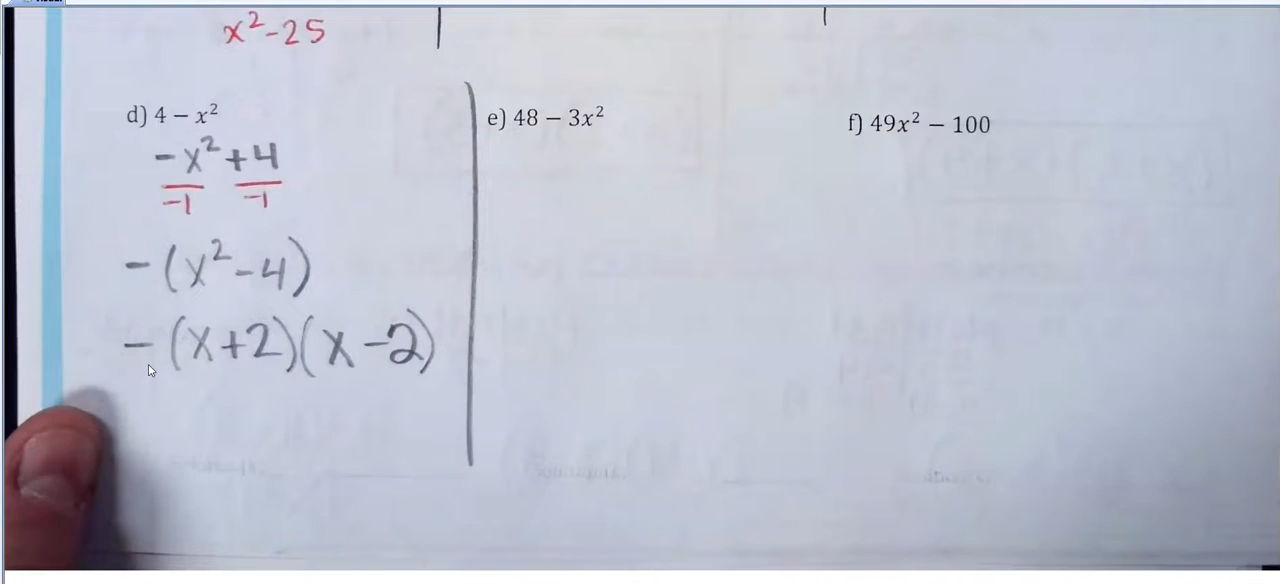 x²-25
d) 4 − x²
-x²+4
-1 -1
-(x²-4)
-(x+2)(x-2)
e) 48 − 3x²
f) 49x² − 100